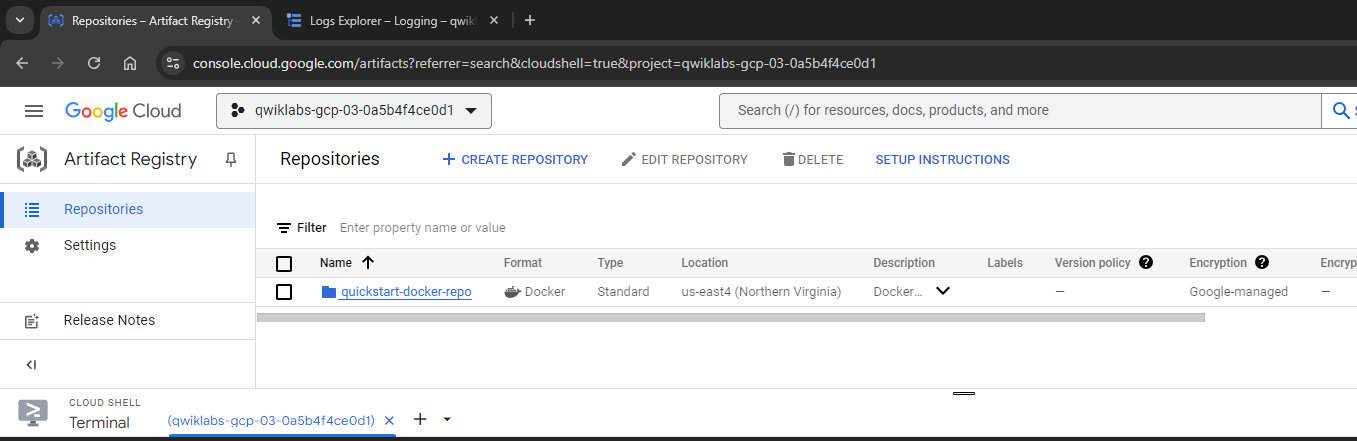 Repositories – Artifact Registry –
Logs Explorer – Logging – qwikl
console.cloud.google.com/artifacts?referrer=search&cloudshell=true&project=qwiklabs-gcp-03-0a5b4f4ce0d1
Google Cloud
qwiklabs-gcp-03-0a5b4f4ce0d1
Search (/) for resources, docs, products, and more
Artifact Registry
Repositories
CREATE REPOSITORY
EDIT REPOSITORY
DELETE
SETUP INSTRUCTIONS
Repositories
Settings
Release Notes
Filter Enter property name or value
Name Format Type Location Description Labels Version policy Encryption Encryp
quickstart-docker-repo Docker Standard us-east4 (Northern Virginia) Docker… — Google-managed —
CLOUD SHELL
Terminal
(qwiklabs-gcp-03-0a5b4f4ce0d1)